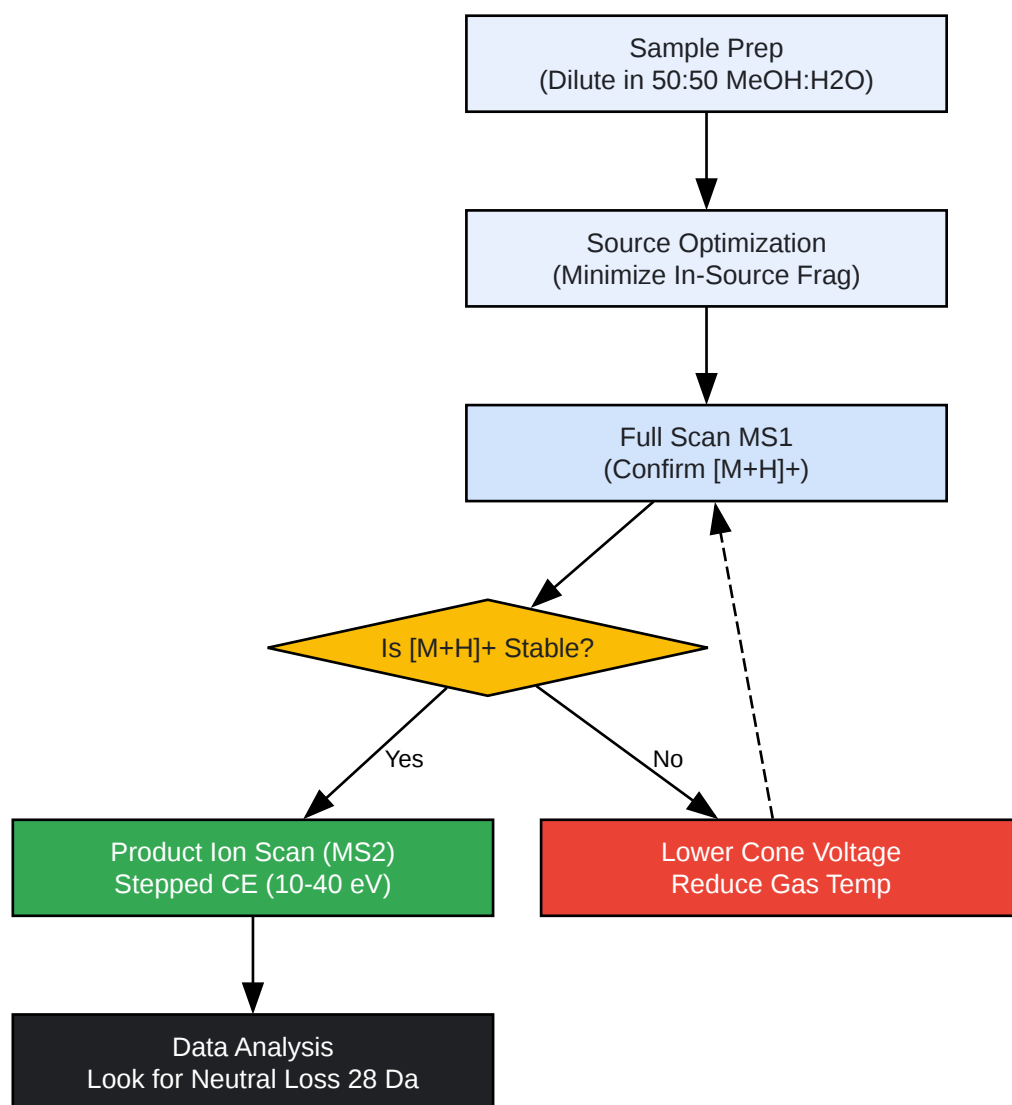 Sample Prep
(Dilute in 50:50 MeOH:H2O)
Source Optimization
(Minimize In-Source Frag)
Full Scan MS1
(Confirm [M+H]+)
Is [M+H]+ Stable?
Yes
No
Product Ion Scan (MS2)
Stepped CE (10-40 eV)
Lower Cone Voltage
Reduce Gas Temp
Data Analysis
Look for Neutral Loss 28 Da